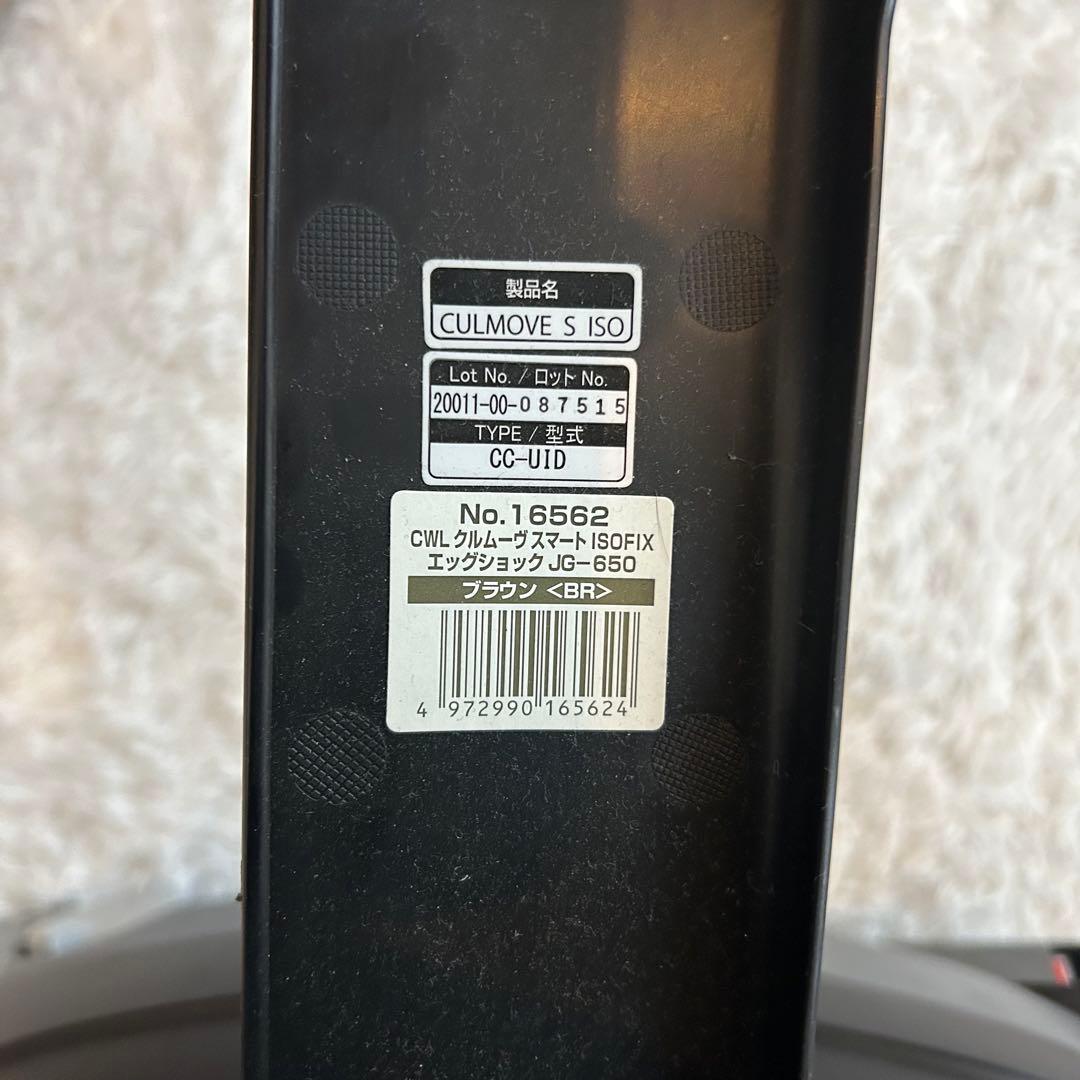 製品名
CULMOVE S ISO
Lot No. / ロット No.
20011-00-087515
TYPE / 型式
CC-UID
No.16562
CWL クルムーヴ スマート ISOFIX
エッグショック JG-650
ブラウン <BR>
4 972990 165624